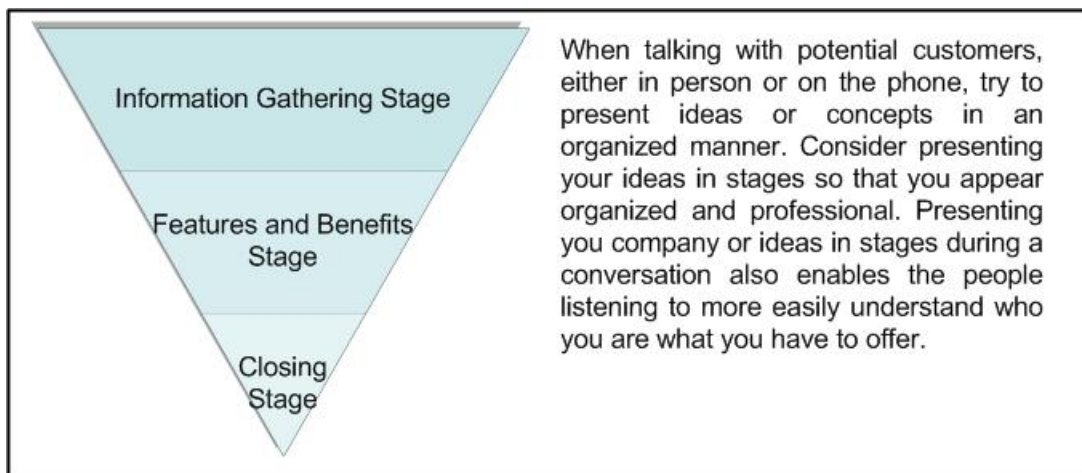 Information Gathering Stage
Features and Benefits
Stage
Closing
Stage
When talking with potential customers,
either in person or on the phone, try to
present ideas or concepts in an
organized manner. Consider presenting
your ideas in stages so that you appear
organized and professional. Presenting
you company or ideas in stages during a
conversation also enables the people
listening to more easily understand who
you are what you have to offer.